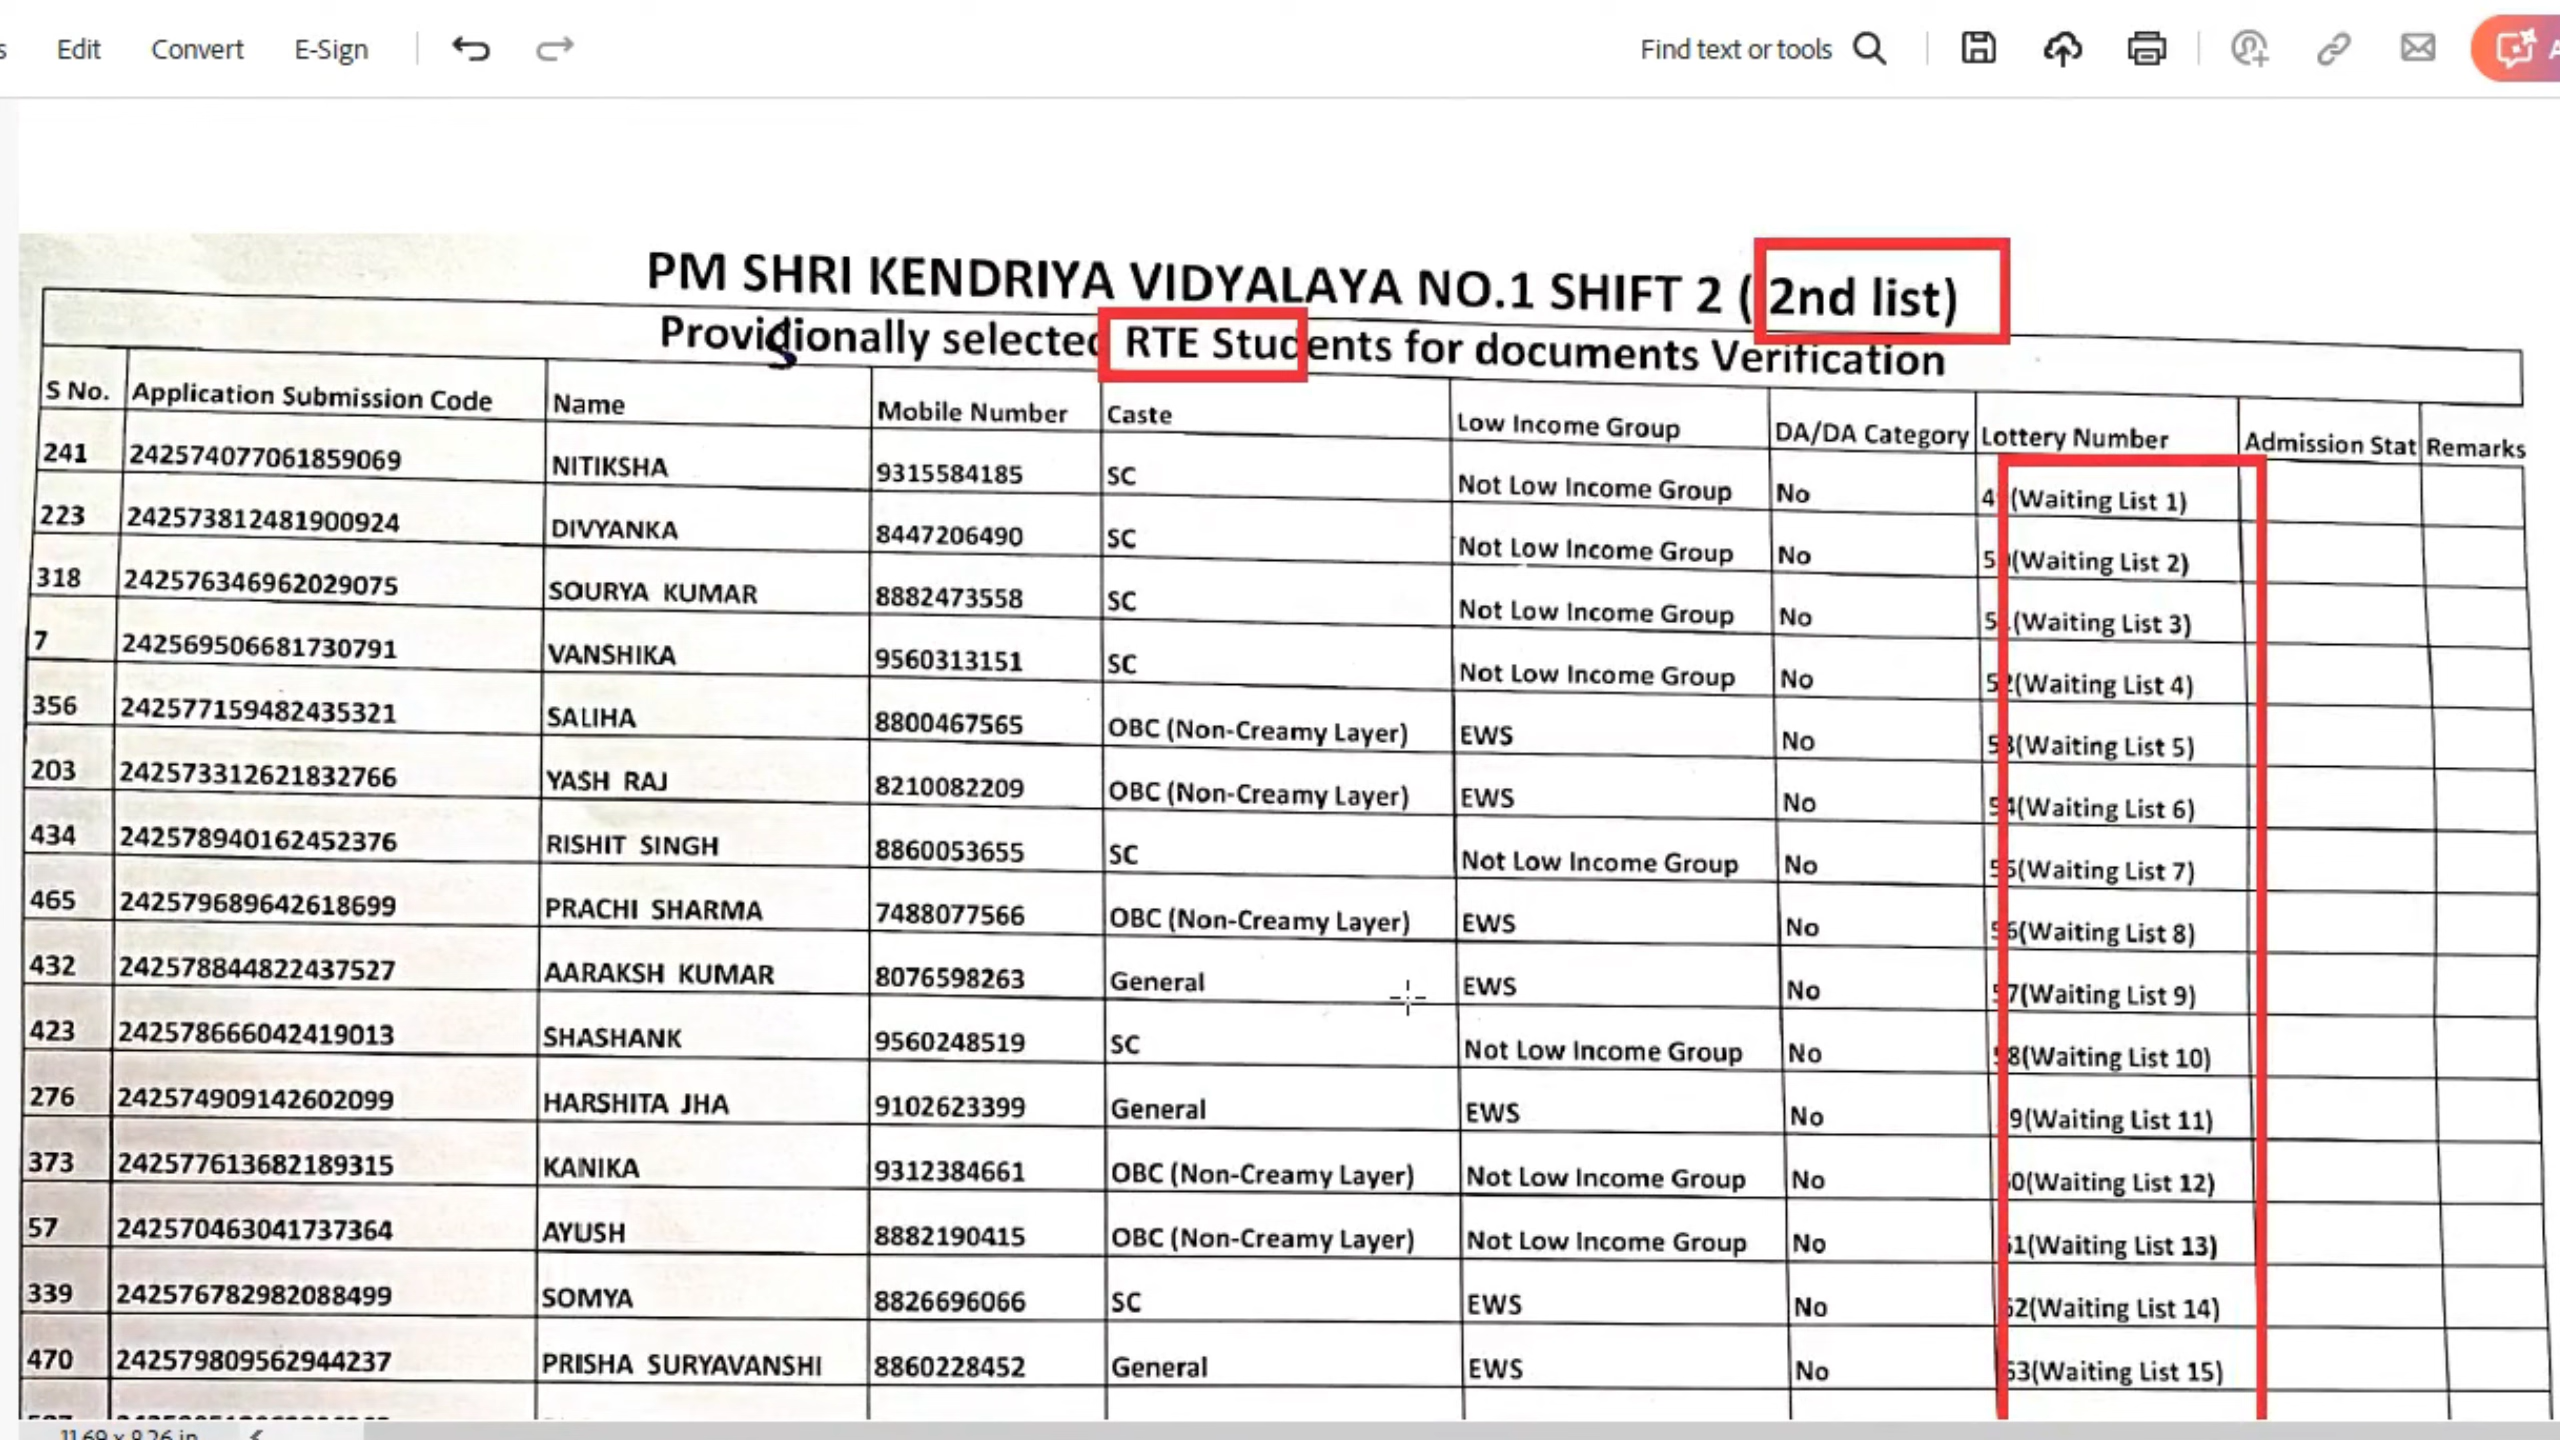 Edit Convert E-Sign Find text or tools
PM SHRI KENDRIYA VIDYALAYA NO.1 SHIFT 2 ( 2nd list)
Provisionally selected RTE Students for documents Verification
S No. Application Submission Code Name Mobile Number Caste Low Income Group DA/DA Category Lottery Number Admission Stat Remarks
241 242574077061859069 NITIKSHA 9315584185 SC Not Low Income Group No (Waiting List 1)
223 242573812481900924 DIVYANKA 8447206490 SC Not Low Income Group No (Waiting List 2)
318 242576346962029075 SOURYA KUMAR 8882473558 SC Not Low Income Group No (Waiting List 3)
7 242569506681730791 VANSHIKA 9560313151 SC Not Low Income Group No 52(Waiting List 4)
356 242577159482435321 SALIHA 8800467565 OBC (Non-Creamy Layer) EWS No 53(Waiting List 5)
203 242573312621832766 YASH RAJ 8210082209 OBC (Non-Creamy Layer) EWS No 54(Waiting List 6)
434 242578940162452376 RISHIT SINGH 8860053655 SC Not Low Income Group No 55(Waiting List 7)
465 242579689642618699 PRACHI SHARMA 7488077566 OBC (Non-Creamy Layer) EWS No 56(Waiting List 8)
432 242578844822437527 AARAKSH KUMAR 8076598263 General EWS No 57(Waiting List 9)
423 242578666042419013 SHASHANK 9560248519 SC Not Low Income Group No 58(Waiting List 10)
276 242574909142602099 HARSHITA JHA 9102623399 General EWS No 9(Waiting List 11)
373 242577613682189315 KANIKA 9312384661 OBC (Non-Creamy Layer) Not Low Income Group No 60(Waiting List 12)
57 242570463041737364 AYUSH 8882190415 OBC (Non-Creamy Layer) Not Low Income Group No 61(Waiting List 13)
339 242576782982088499 SOMYA 8826696066 SC EWS No 62(Waiting List 14)
470 242579809562944237 PRISHA SURYAVANSHI 8860228452 General EWS No 63(Waiting List 15)